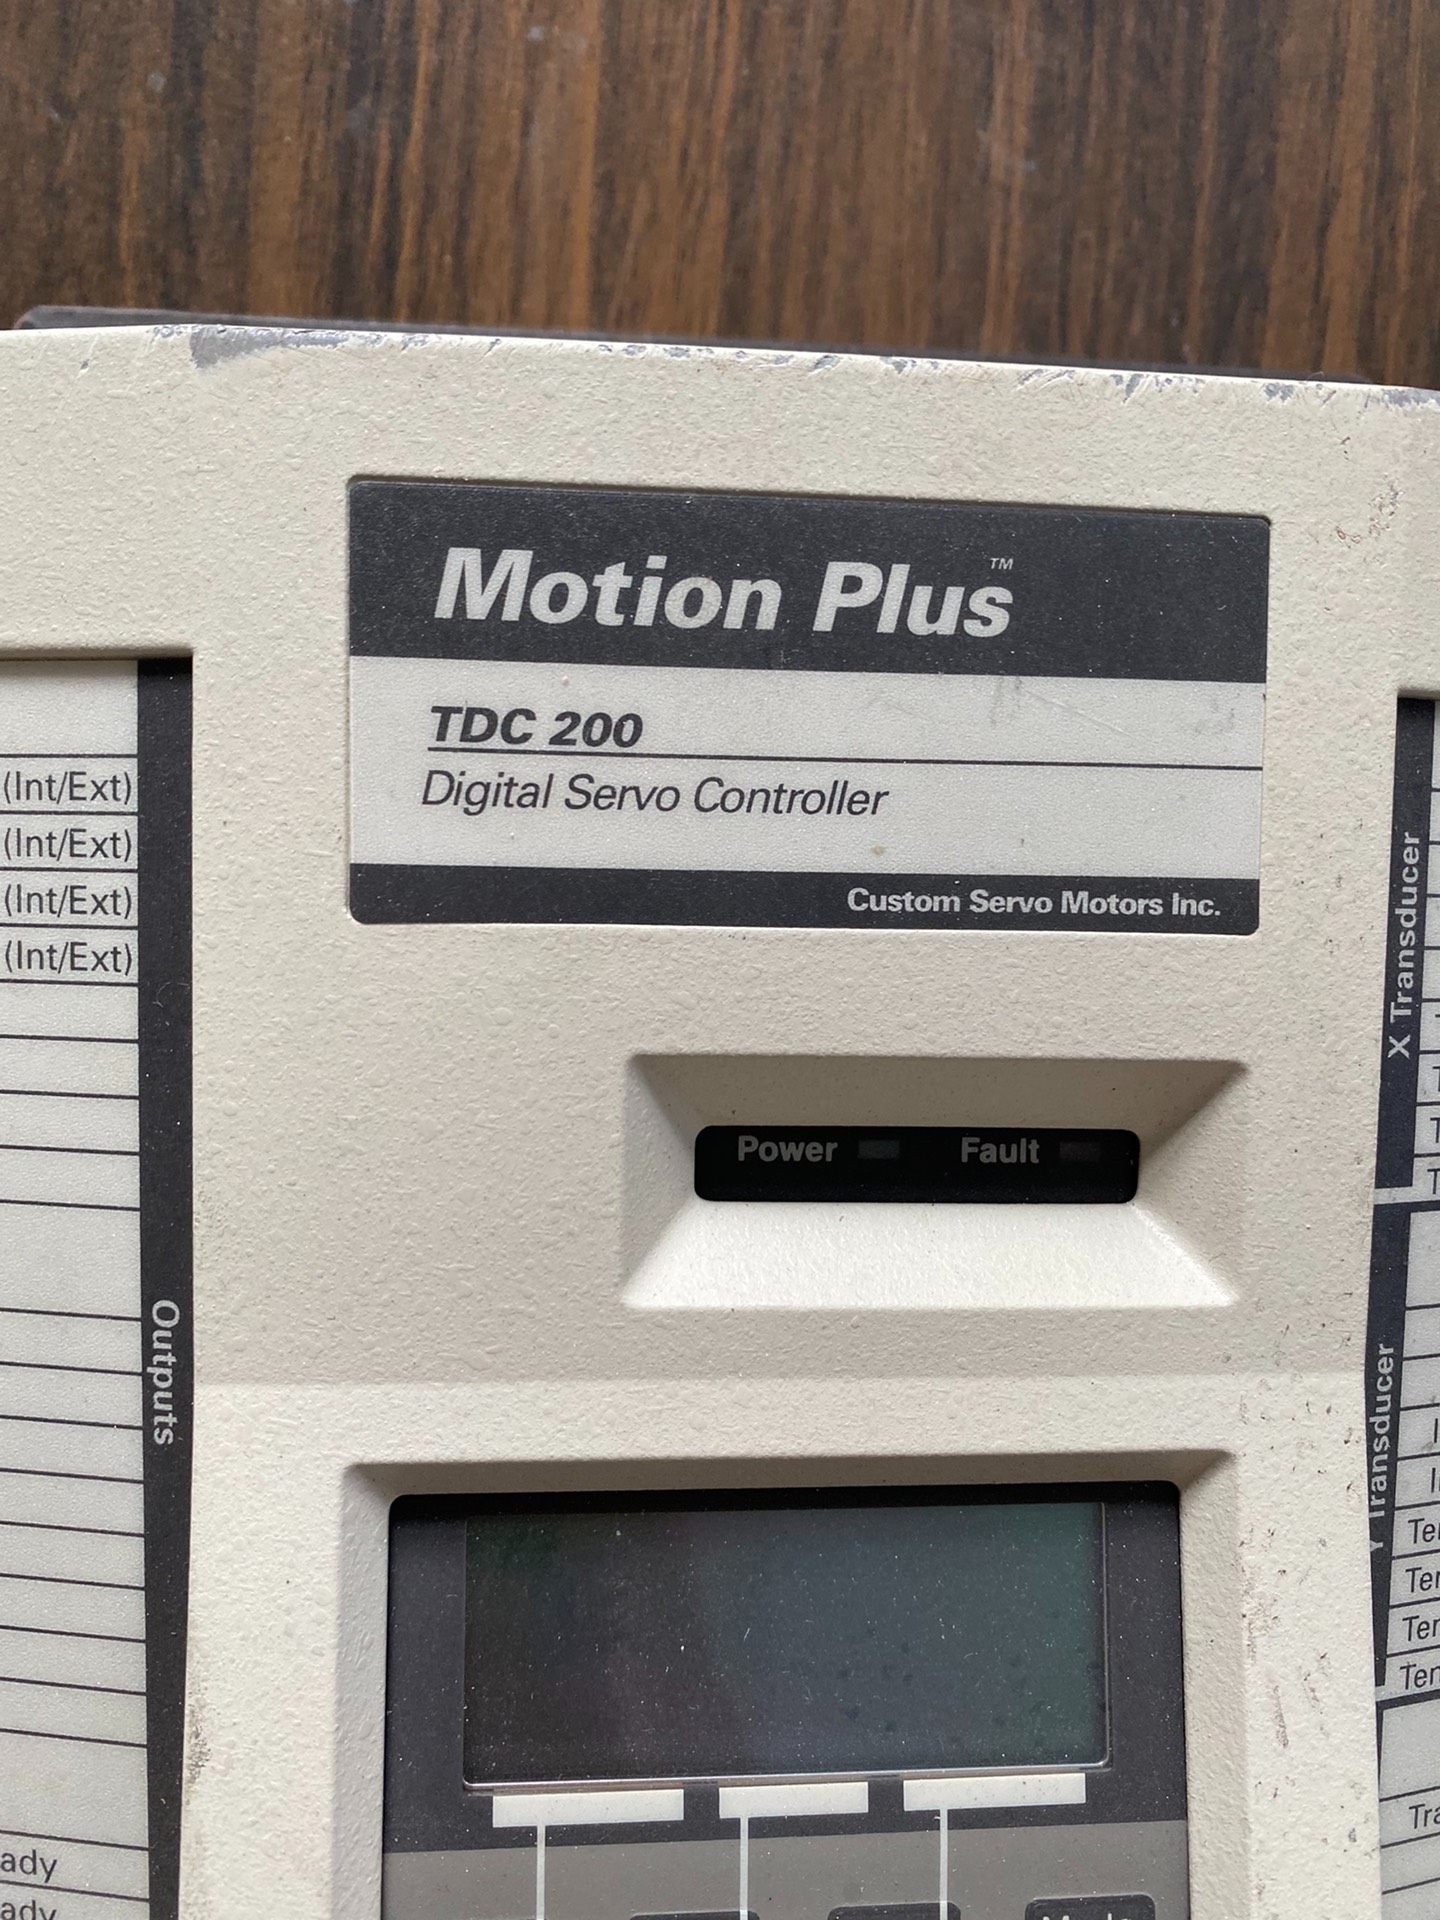 Motion Plus™
TDC 200
Digital Servo Controller
Custom Servo Motors Inc.
(Int/Ext)
(Int/Ext)
(Int/Ext)
(Int/Ext)
Outputs
Power
Fault
X Transducer
Y Transducer